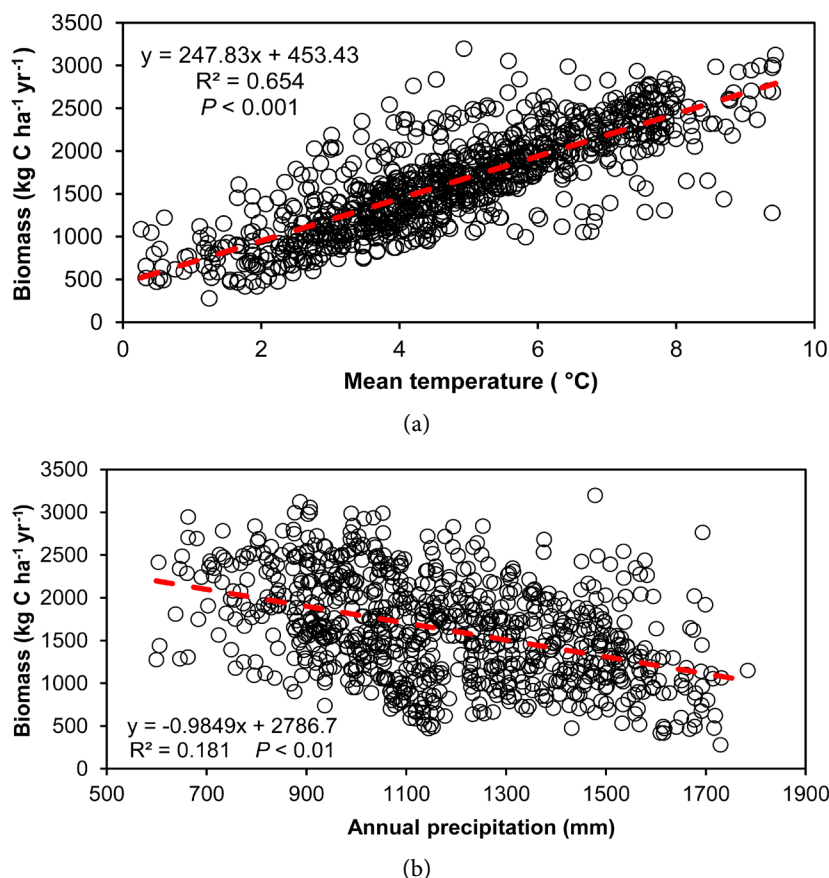 3500
3000
2500
2000
1500
1000
500
0
Biomass (kg C ha⁻¹ yr⁻¹)
y = 247.83x + 453.43
R² = 0.654
P < 0.001
0 2 4 6 8 10
Mean temperature ( °C)
(a)
3500
3000
2500
2000
1500
1000
500
0
Biomass (kg C ha⁻¹ yr⁻¹)
y = -0.9849x + 2786.7
R² = 0.181 P < 0.01
500 700 900 1100 1300 1500 1700 1900
Annual precipitation (mm)
(b)